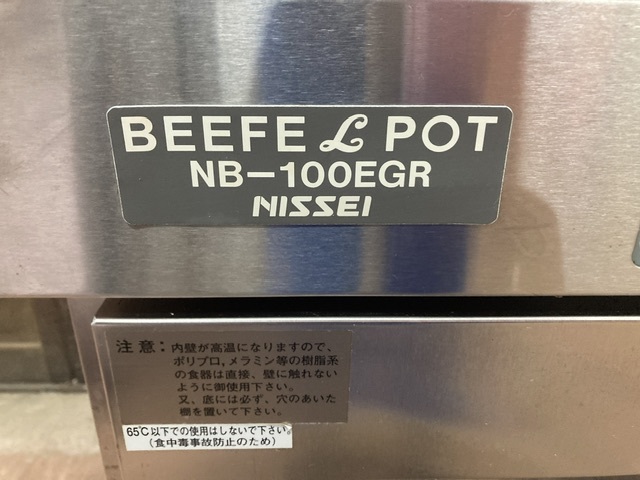 BEEFE L POT
NB-100EGR
NISSEI
注意：内壁が高温になりますので、
ポリプロ,メラミン等の樹脂系
の食器は直接、壁に触れない
ように御使用下さい。
又、底には必ず、穴のあいた
棚を置いて下さい。
65℃以下での使用はしないで下さい。
(食中毒事故防止のため)